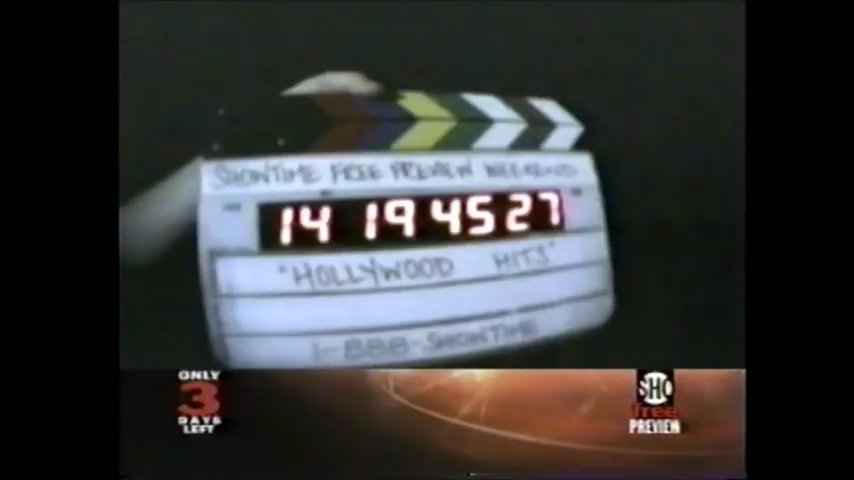 SHOWTIME FREE PREVIEW WEEKEND
14 19 45 27
"HOLLYWOOD HITS"
1-888-SHOWTIME
ONLY
3
DAYS
LEFT
SHO
free
PREVIEW